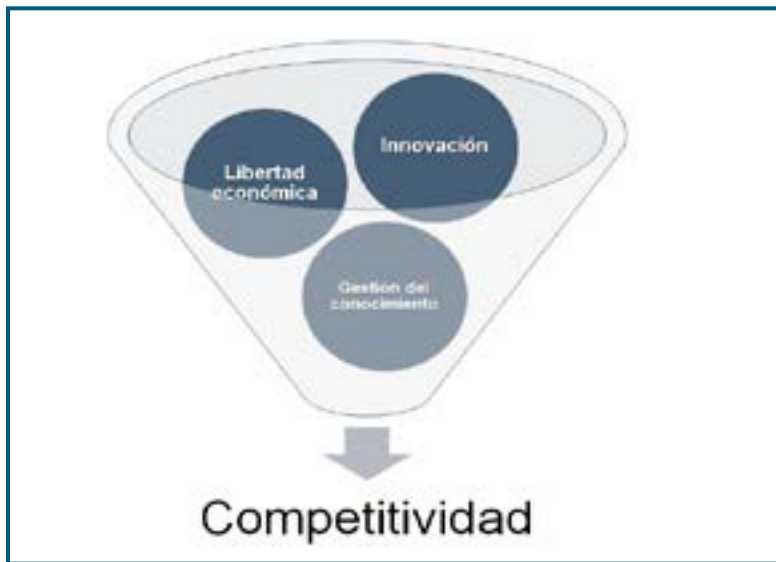 Innovación
Libertad
económica
Gestion del
conocimiento
Competitividad